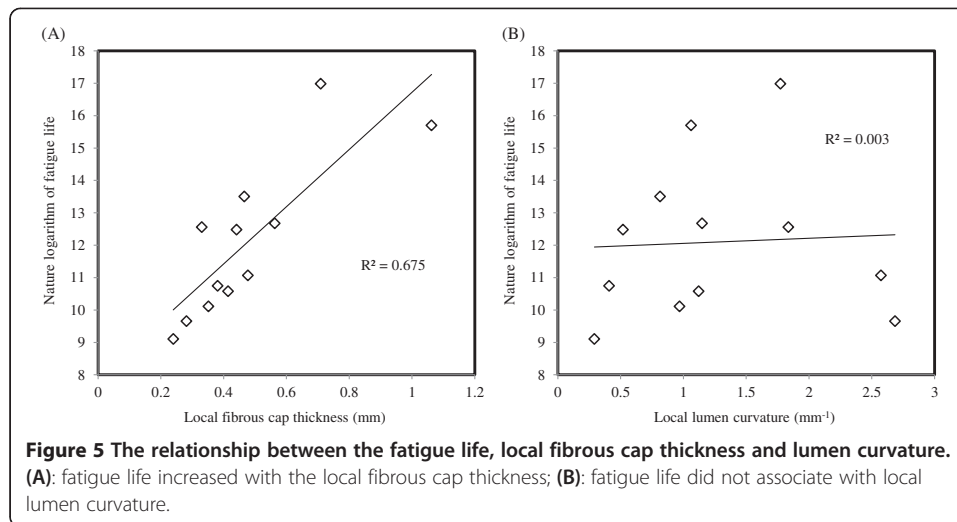 (A)
18
17
16
15
14
13
12
11
10
9
8
Nature logarithm of fatigue life
R² = 0.675
0 0.2 0.4 0.6 0.8 1 1.2
Local fibrous cap thickness (mm)
(B)
18
17
16
15
14
13
12
11
10
9
8
Nature logarithm of fatigue life
R² = 0.003
0 0.5 1 1.5 2 2.5 3
Local lumen curvature (mm⁻¹)
Figure 5 The relationship between the fatigue life, local fibrous cap thickness and lumen curvature.
(A): fatigue life increased with the local fibrous cap thickness; (B): fatigue life did not associate with local
lumen curvature.